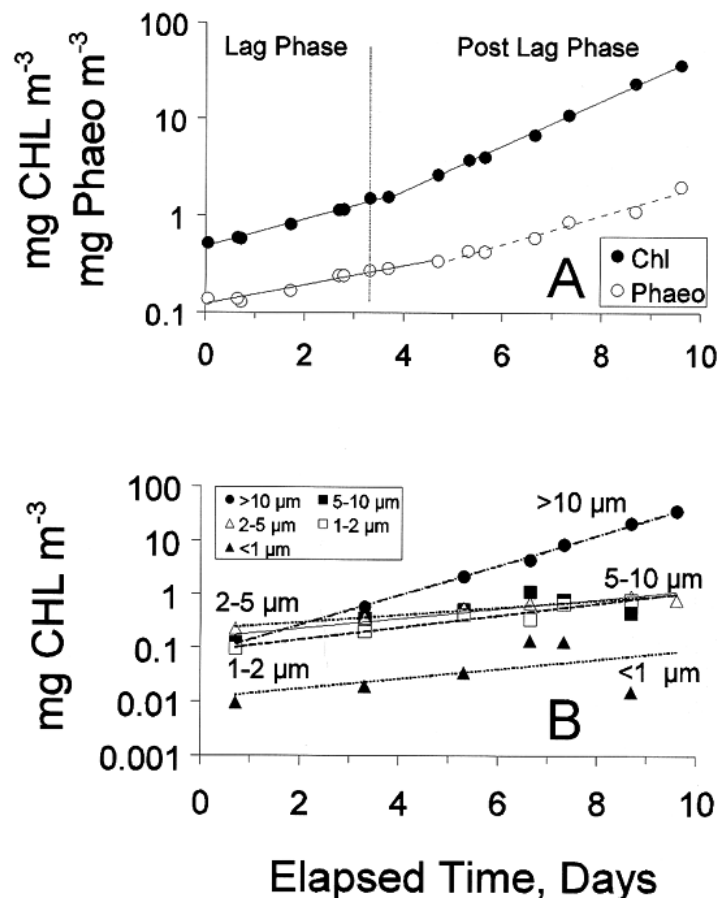 Lag Phase
Post Lag Phase
mg CHL m-3
mg Phaeo m-3
100
10
1
0.1
A
Chl
Phaeo
0 2 4 6 8 10
mg CHL m-3
100
10
1
0.1
0.01
0.001
>10 µm 5-10 µm
2-5 µm 1-2 µm
<1 µm
>10 µm
2-5 µm
5-10 µm
1-2 µm
<1 µm
B
0 2 4 6 8 10
Elapsed Time, Days